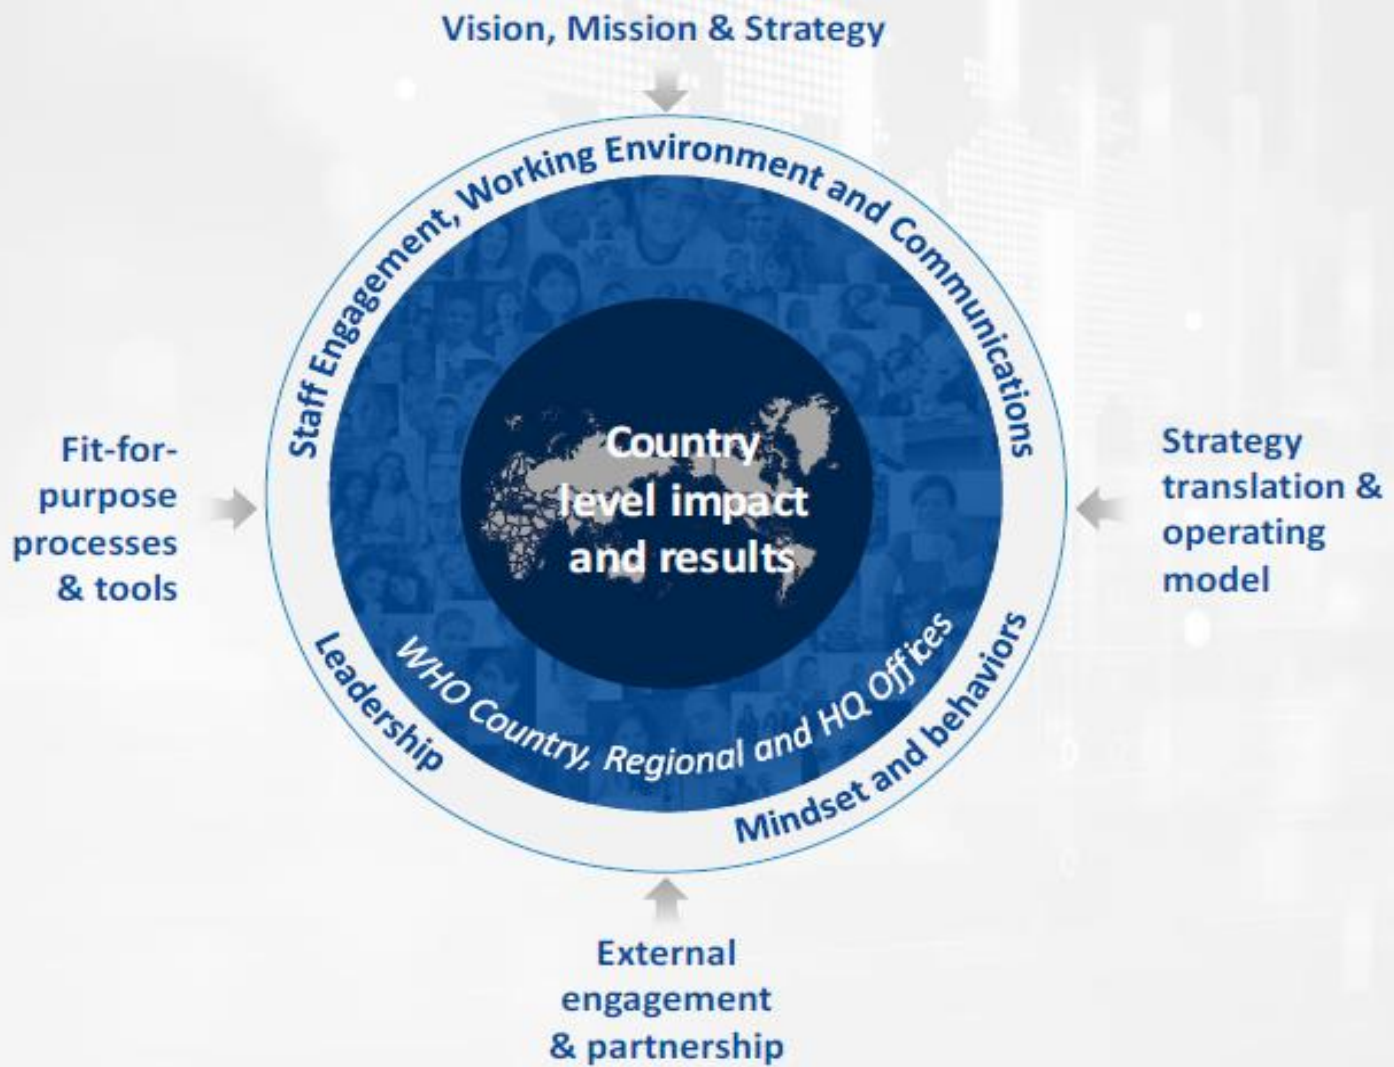 Vision, Mission & Strategy
Staff Engagement, Working Environment and Communications
Fit-for-
purpose
processes
& tools
Country
level impact
and results
Strategy
translation &
operating
model
Leadership
WHO Country, Regional and HQ Offices
Mindset and behaviors
External
engagement
& partnership